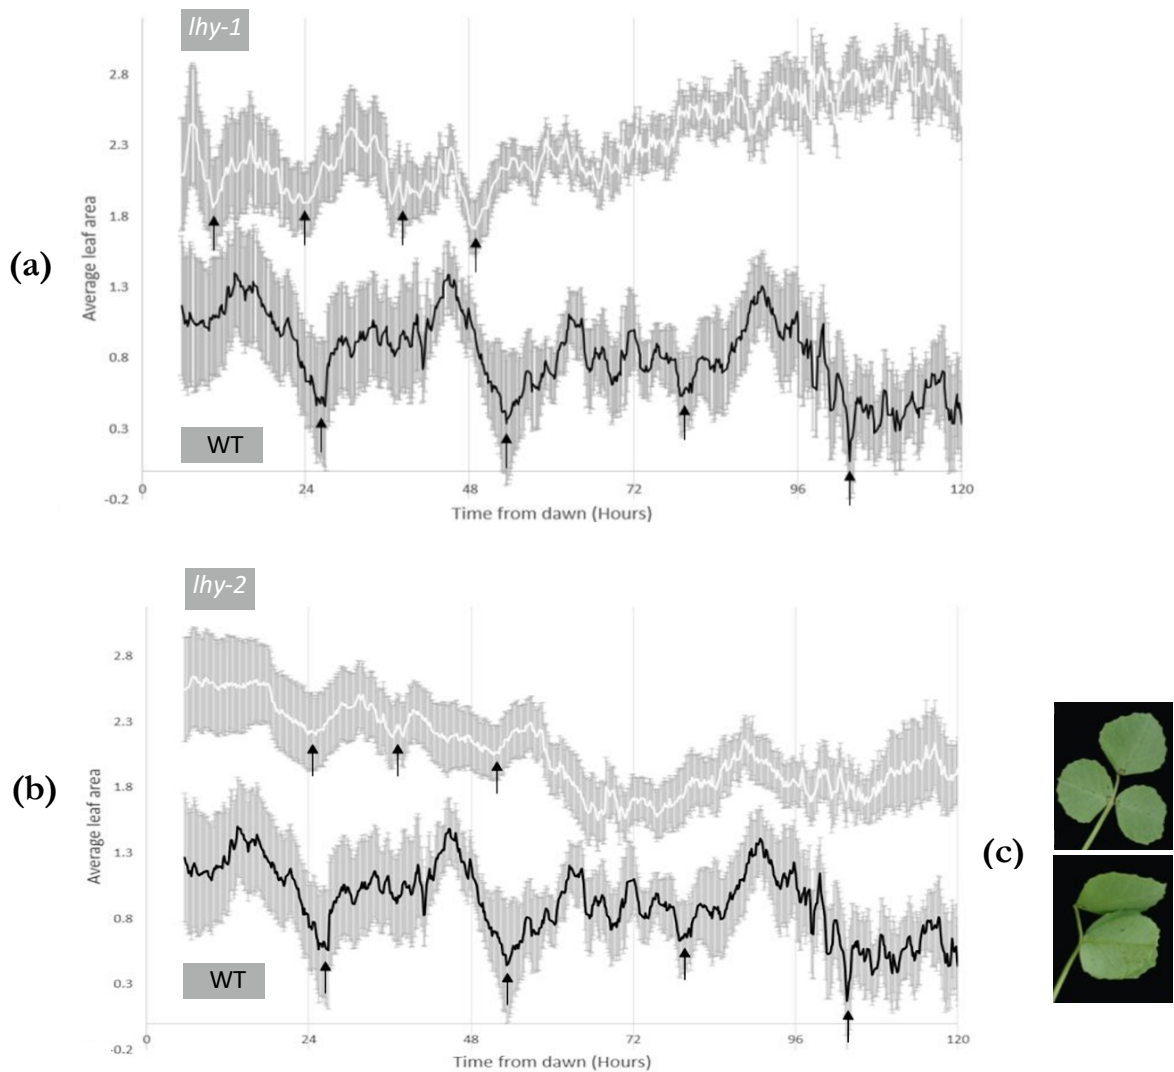 lhy-1
2.8
2.3
1.8
1.3
0.8
0.3
-0.2
Average leaf area
(a)
WT
0 24 48 72 96 120
Time from dawn (Hours)
lhy-2
2.8
2.3
1.8
1.3
0.8
0.3
-0.2
Average leaf area
(b)
WT
0 24 48 72 96 120
Time from dawn (Hours)
(c)